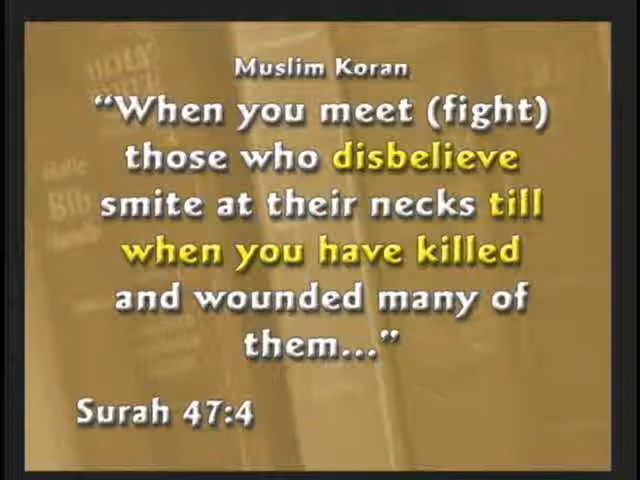 Muslim Koran
“When you meet (fight)
those who disbelieve
smite at their necks till
when you have killed
and wounded many of
them...”
Surah 47:4